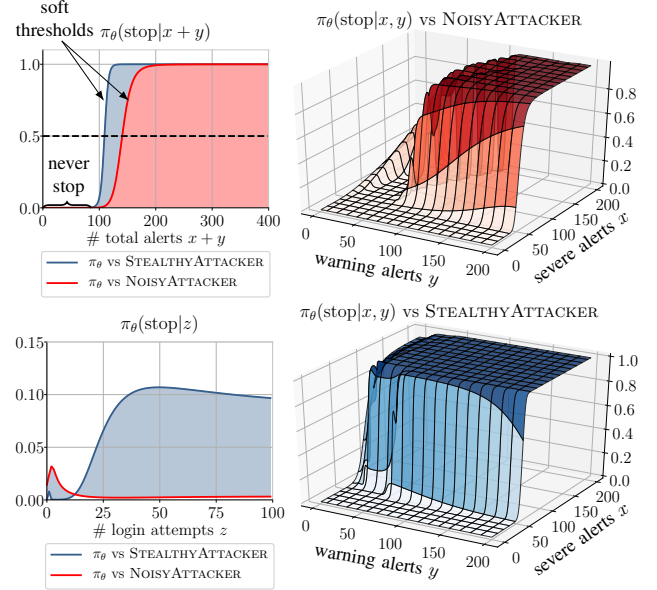 soft
thresholds
πθ(stop|x + y)
1.0
0.5
0.0
never
stop
0
100
200
300
400
# total alerts x + y
πθ vs STEALTHYATTACKER
πθ vs NOISYATTACKER
πθ(stop|x, y) vs NOISYATTACKER
0.8
0.6
0.4
0.2
0.0
0
50
100
150
200
warning alerts y
0
50
100
150
200
severe alerts x
πθ(stop|z)
0.15
0.10
0.05
0.00
0
25
50
75
100
# login attempts z
πθ vs STEALTHYATTACKER
πθ vs NOISYATTACKER
πθ(stop|x, y) vs STEALTHYATTACKER
1.0
0.8
0.6
0.4
0.2
0.0
0
50
100
150
200
warning alerts y
0
50
100
150
200
severe alerts x